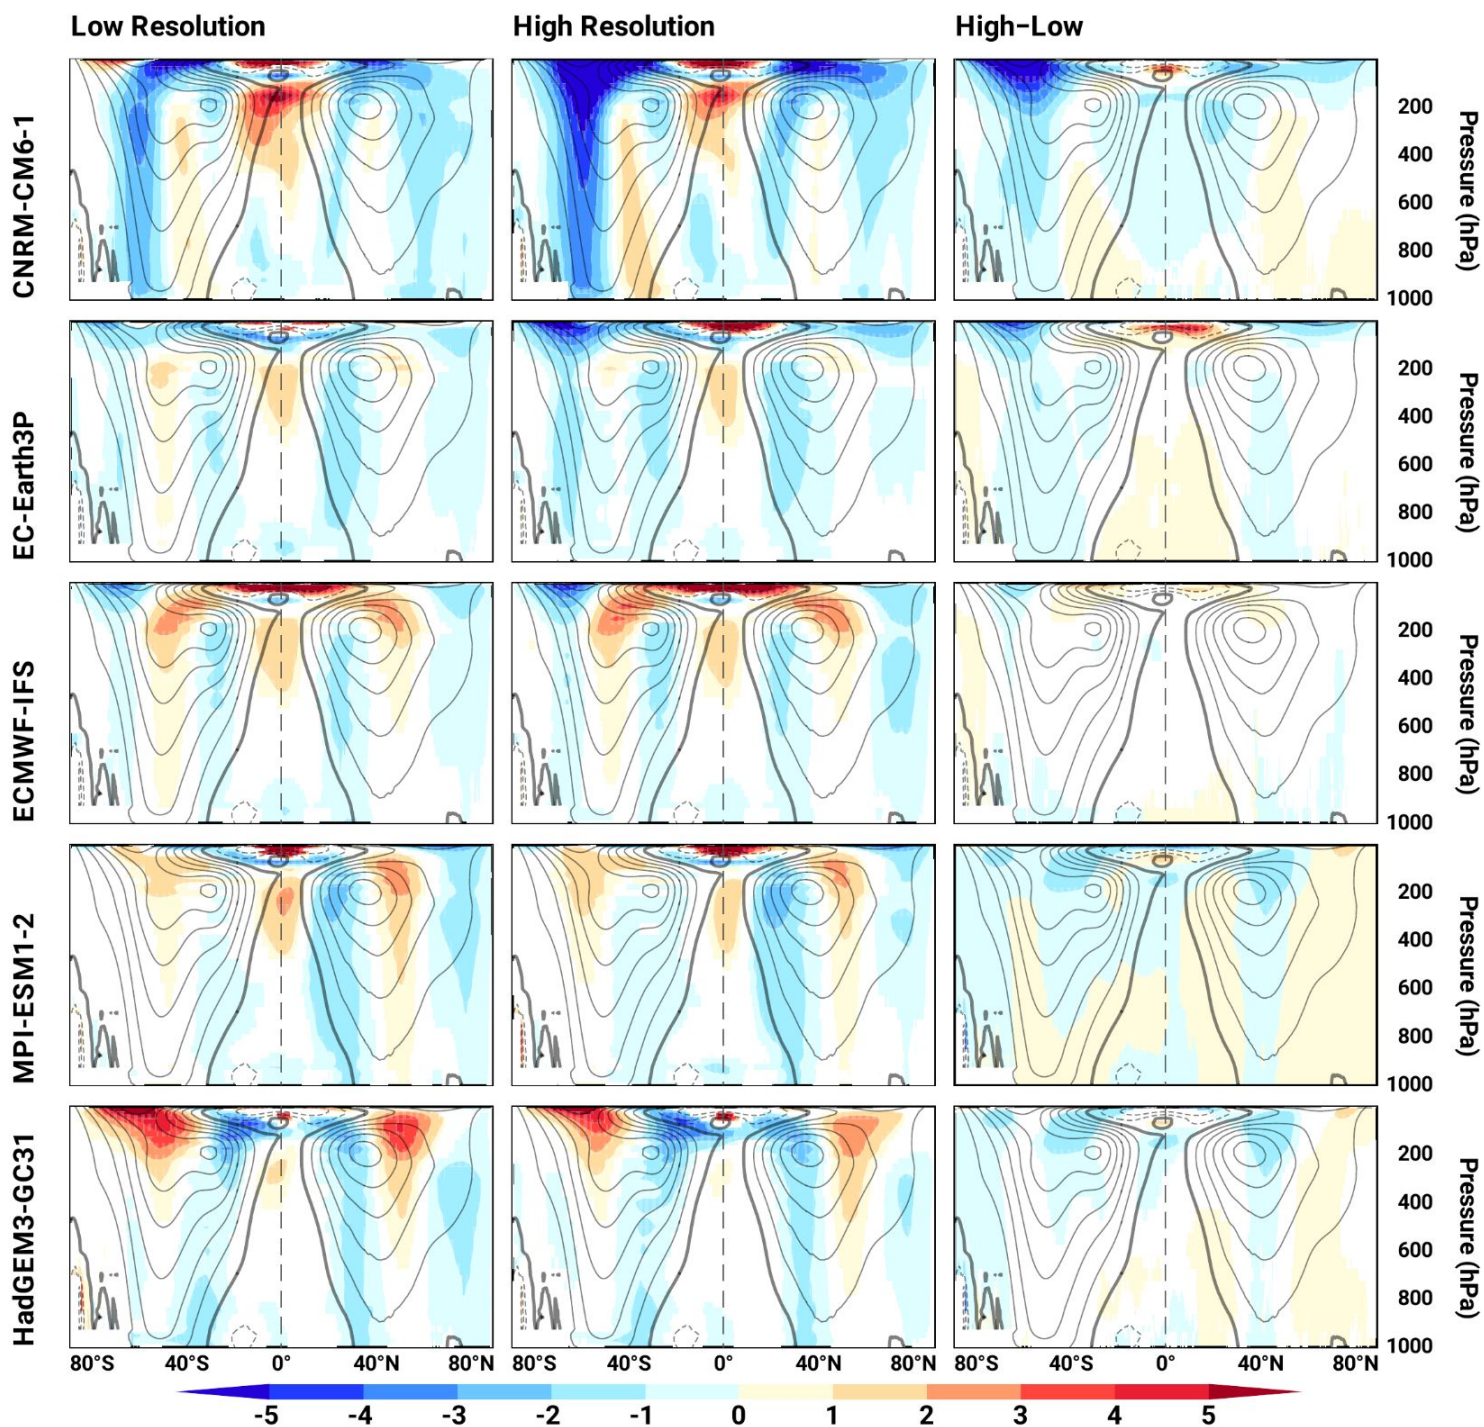 Low Resolution High Resolution High–Low
CNRM-CM6-1
200
400
600
800
1000
Pressure (hPa)
EC-Earth3P
200
400
600
800
1000
Pressure (hPa)
ECMWF-IFS
200
400
600
800
1000
Pressure (hPa)
MPI-ESM1-2
200
400
600
800
1000
Pressure (hPa)
HadGEM3-GC31
200
400
600
800
1000
Pressure (hPa)
80°S 40°S 0° 40°N 80°N 80°S 40°S 0° 40°N 80°N 80°S 40°S 0° 40°N 80°N
-5 -4 -3 -2 -1 0 1 2 3 4 5